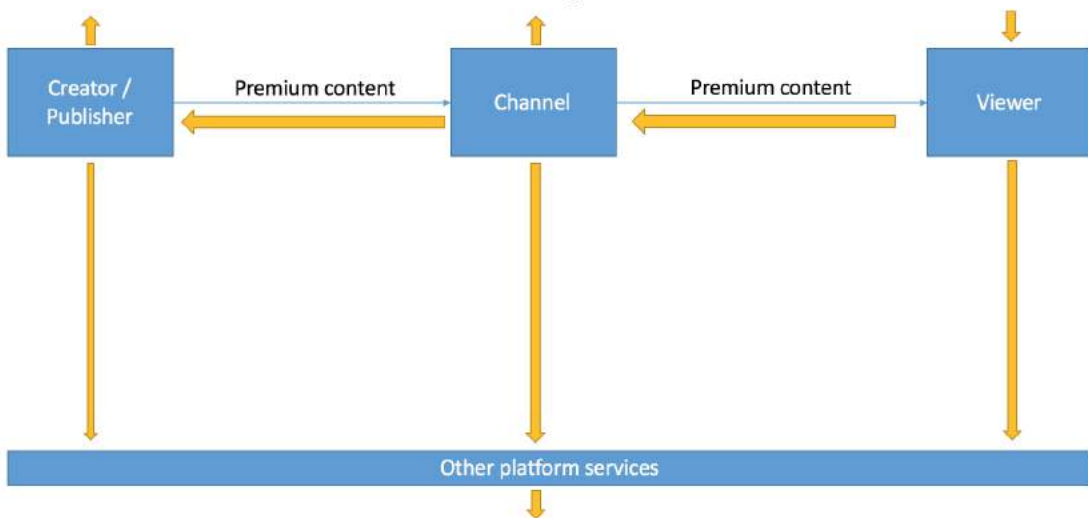 Creator /
Publisher
Premium content
Channel
Premium content
Viewer
Other platform services